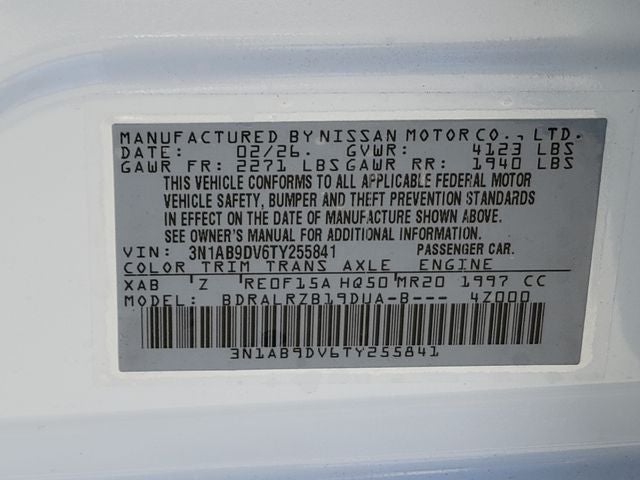 MANUFACTURED BY NISSAN MOTOR CO., LTD.
DATE: 02/26. GVWR: 4123 LBS
GAWR FR: 2271 LBS GAWR RR: 1940 LBS
THIS VEHICLE CONFORMS TO ALL APPLICABLE FEDERAL MOTOR
VEHICLE SAFETY, BUMPER AND THEFT PREVENTION STANDARDS
IN EFFECT ON THE DATE OF MANUFACTURE SHOWN ABOVE.
SEE OWNER'S MANUAL FOR ADDITIONAL INFORMATION.
VIN: 3N1AB9DV6TY255841 PASSENGER CAR.
COLOR TRIM TRANS AXLE ENGINE
XAB Z RE0F15A HQ50 MR20 1997 CC
MODEL: BDRALRZB19DUA-B--- 4Z000
3N1AB9DV6TY255841